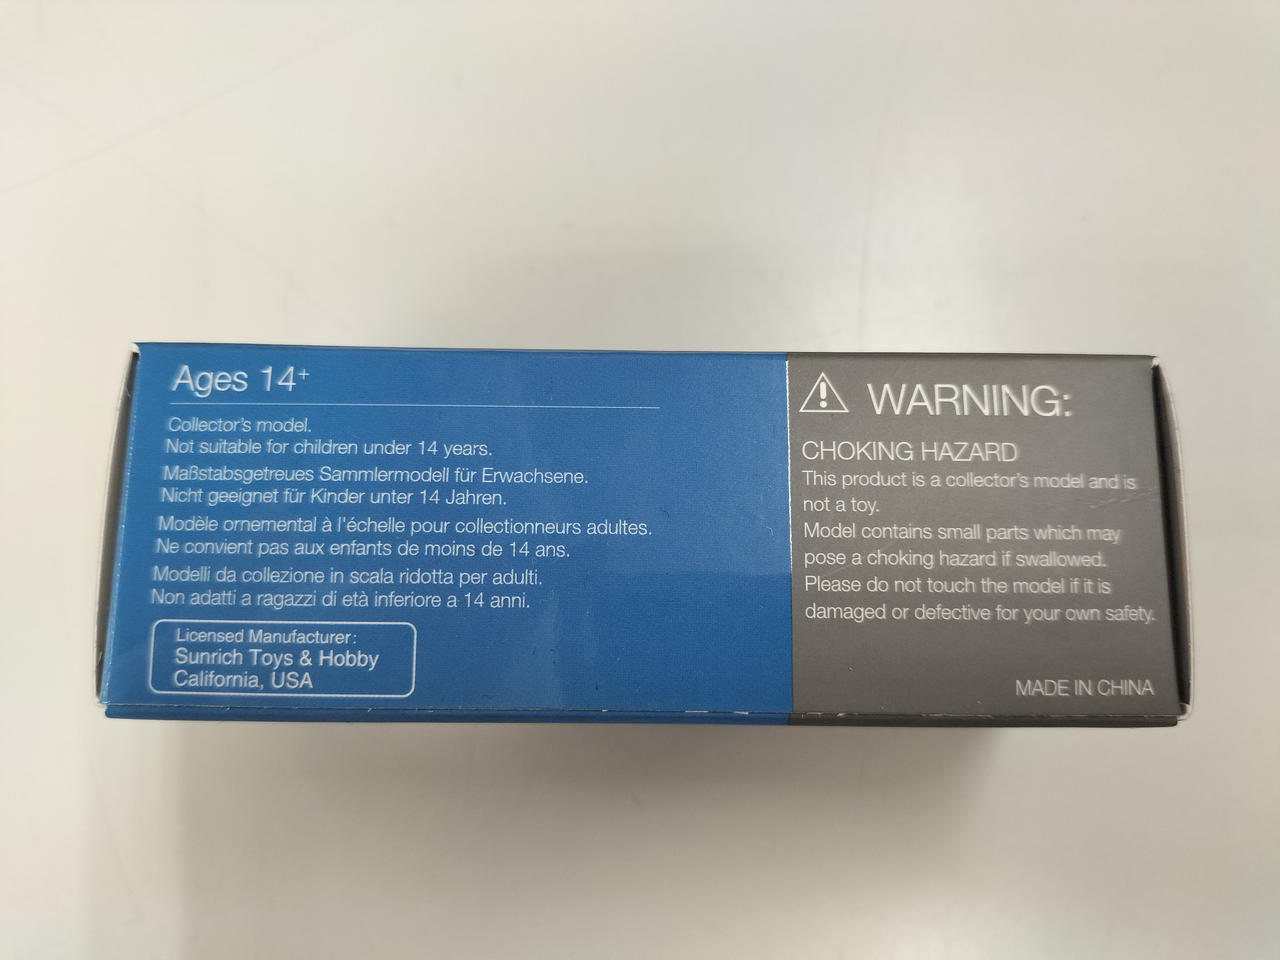 Ages 14+
Collector's model.
Not suitable for children under 14 years.
Maßstabsgetreues Sammlermodell für Erwachsene.
Nicht geeignet für Kinder unter 14 Jahren.
Modèle ornemental à l'échelle pour collectionneurs adultes.
Ne convient pas aux enfants de moins de 14 ans.
Modelli da collezione in scala ridotta per adulti.
Non adatti a ragazzi di età inferiore a 14 anni.
Licensed Manufacturer:
Sunrich Toys & Hobby
California, USA
WARNING:
CHOKING HAZARD
This product is a collector's model and is
not a toy.
Model contains small parts which may
pose a choking hazard if swallowed.
Please do not touch the model if it is
damaged or defective for your own safety.
MADE IN CHINA